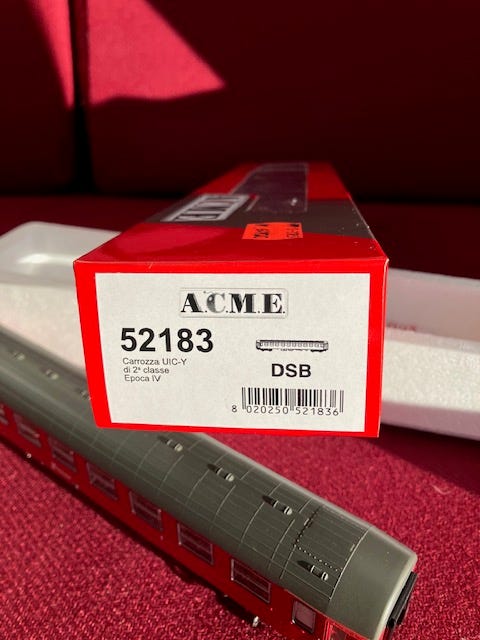 A.C.M.E.
A.C.M.E.
52183
Carrozza UIC-Y
di 2ª classe
Epoca IV
DSB
8 020250 521836